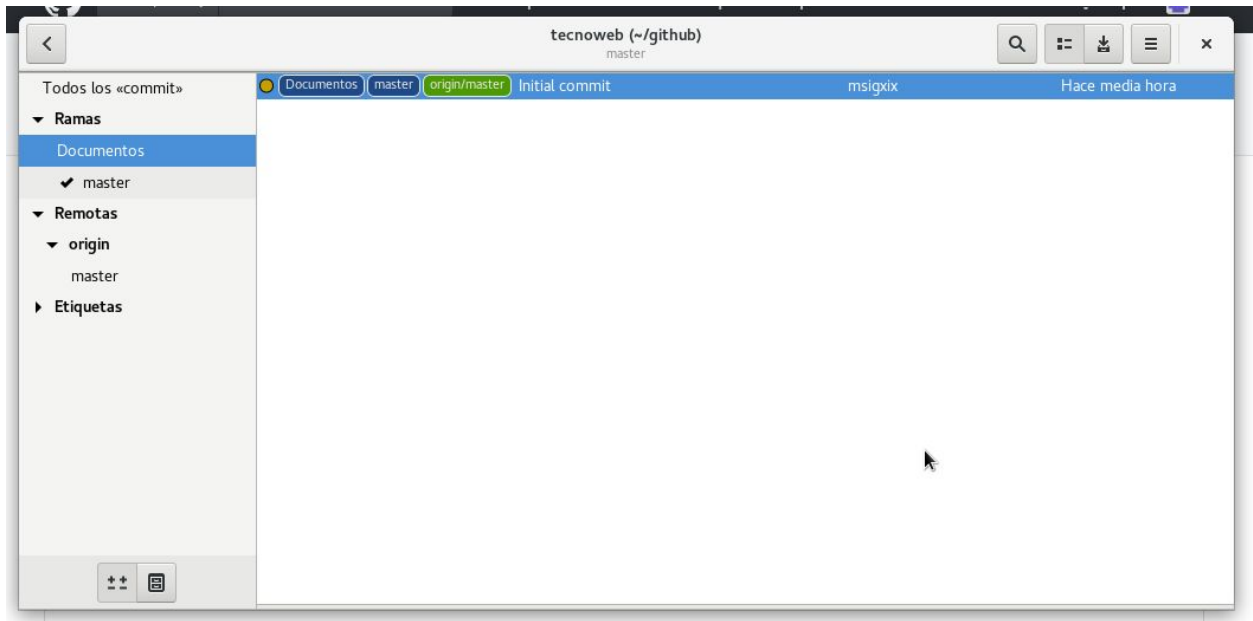 tecnoweb (~/github)
master
Todos los «commit»
Documentos master origin/master Initial commit msigxix Hace media hora
Ramas
Documentos
master
Remotas
origin
master
Etiquetas